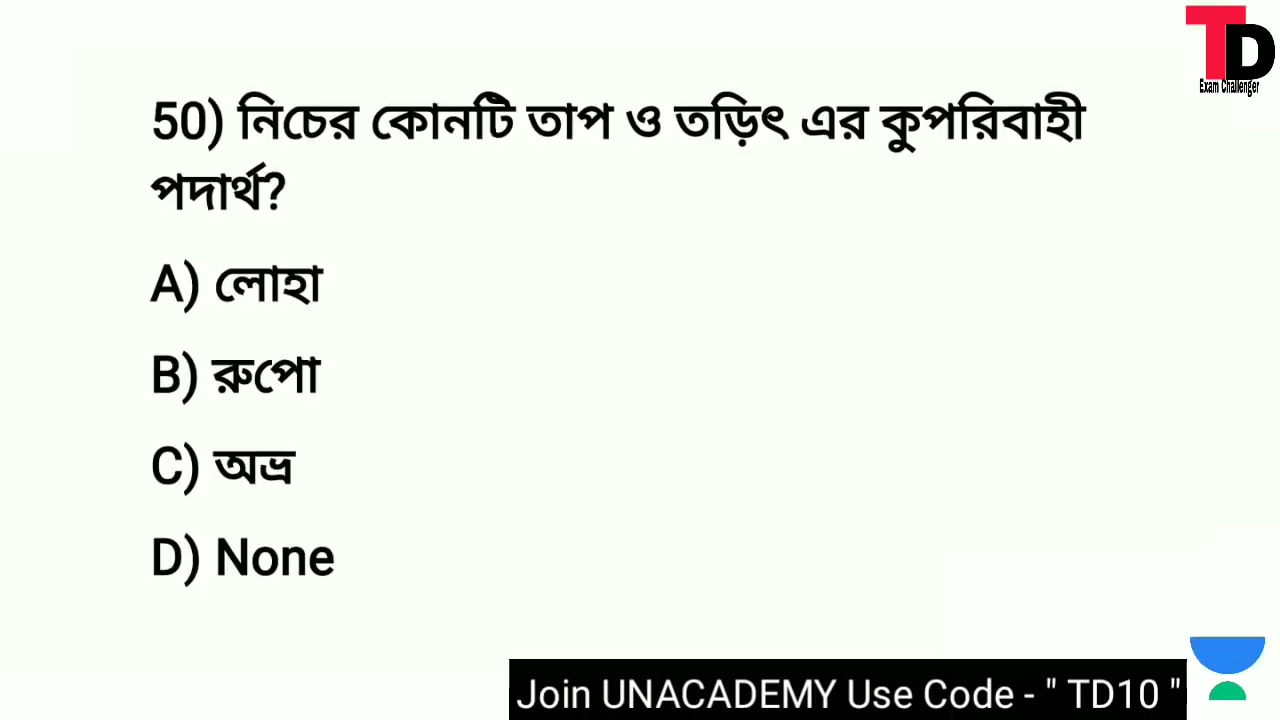 TD
Exam Challenger
50) নিচের কোনটি তাপ ও তড়িৎ এর কুপরিবাহী
পদার্থ?
A) লোহা
B) রুপো
C) অভ্র
D) None
Join UNACADEMY Use Code - " TD10 "